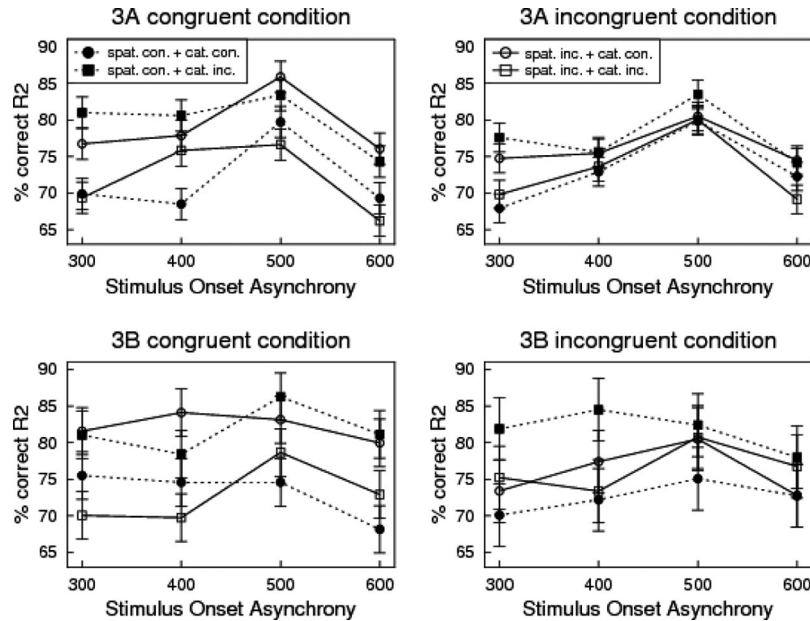 3A congruent condition
90
85
80
75
70
65
% correct R2
spat. con. + cat. con.
spat. con. + cat. inc.
300 400 500 600
Stimulus Onset Asynchrony
3A incongruent condition
90
85
80
75
70
65
% correct R2
spat. inc. + cat. con.
spat. inc. + cat. inc.
300 400 500 600
Stimulus Onset Asynchrony
3B congruent condition
90
85
80
75
70
65
% correct R2
300 400 500 600
Stimulus Onset Asynchrony
3B incongruent condition
90
85
80
75
70
65
% correct R2
300 400 500 600
Stimulus Onset Asynchrony